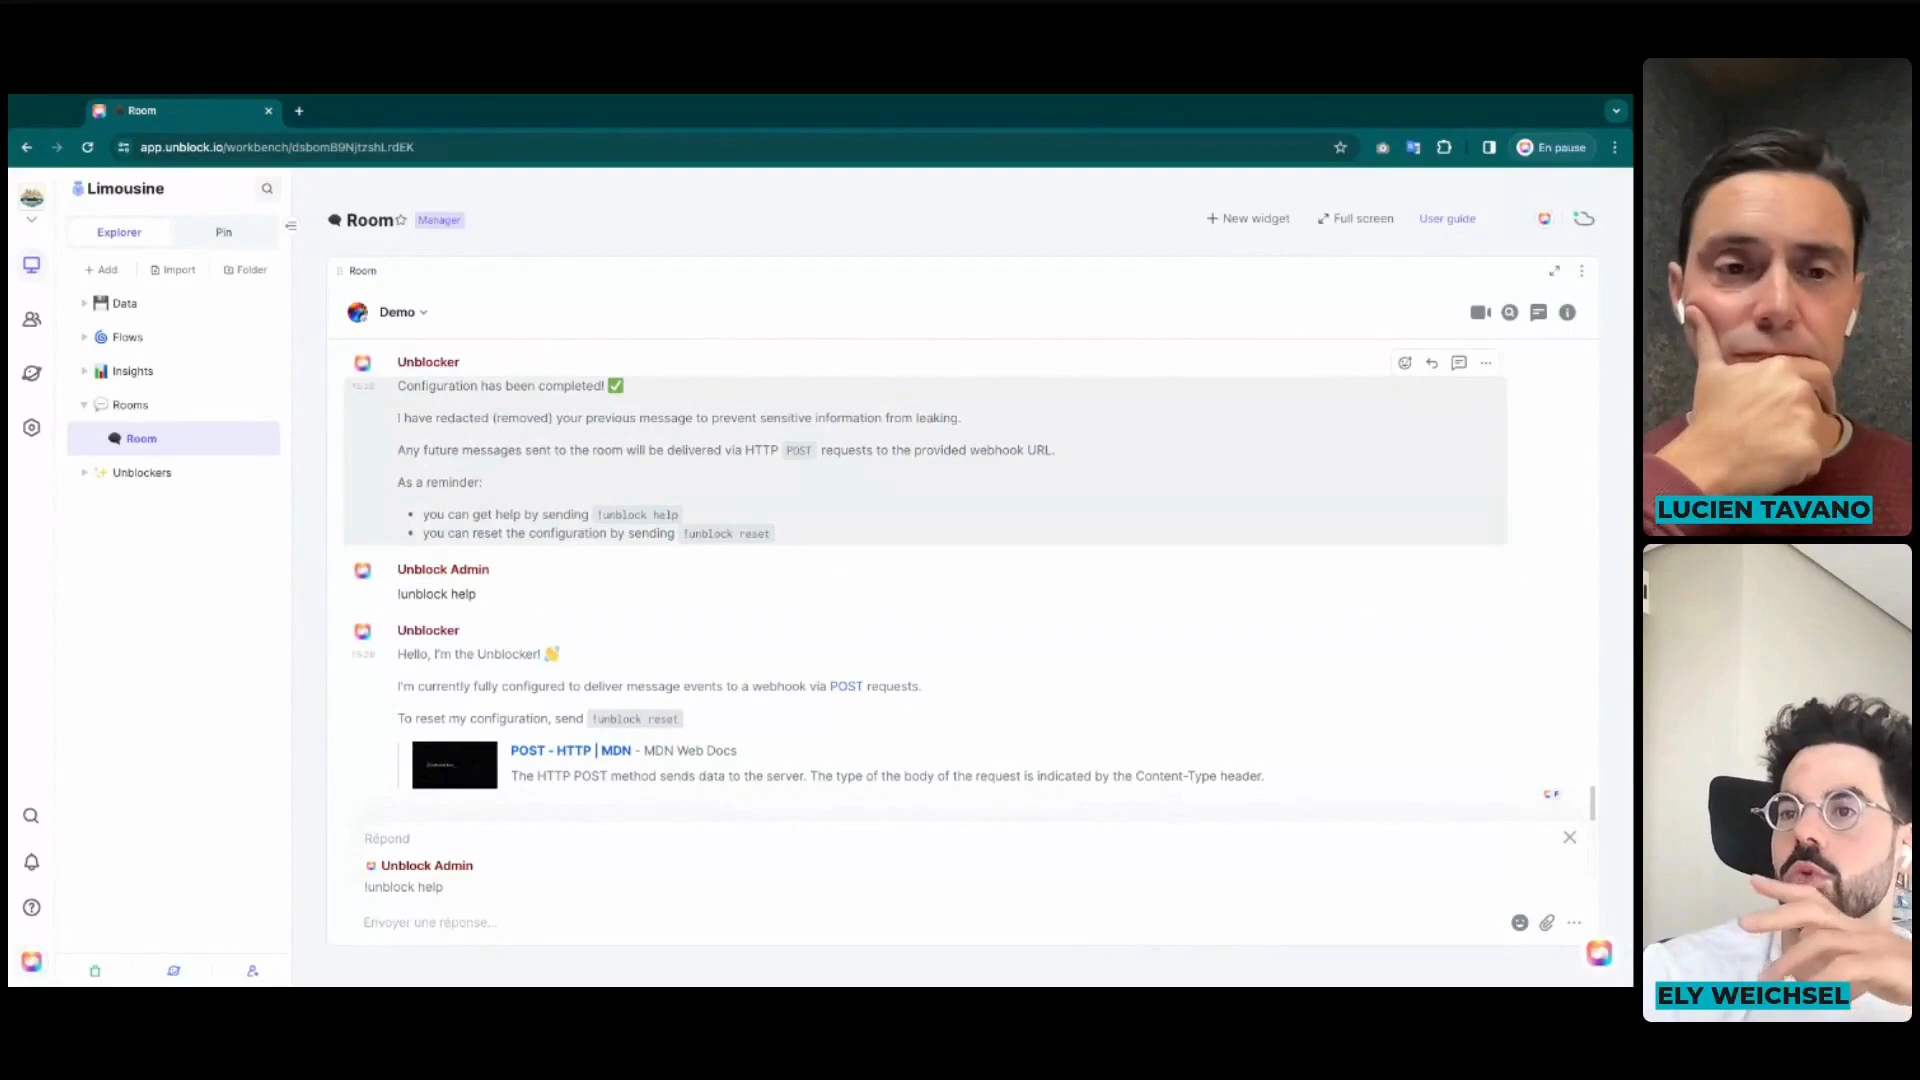 Room
app.unblock.io/workbench/dsbomB9NjtzshLrdEK
En pause
Limousine
Explorer
Pin
Add
Import
Folder
Data
Flows
Insights
Rooms
Room
Unblockers
Room
Manager
New widget
Full screen
User guide
Room
Demo
Unblocker
15:20
Configuration has been completed! ✅
I have redacted (removed) your previous message to prevent sensitive information from leaking.
Any future messages sent to the room will be delivered via HTTP POST requests to the provided webhook URL.
As a reminder:
• you can get help by sending !unblock help
• you can reset the configuration by sending !unblock reset
Unblock Admin
!unblock help
Unblocker
15:20
Hello, I'm the Unblocker! 👋
I'm currently fully configured to deliver message events to a webhook via POST requests.
To reset my configuration, send !unblock reset
POST - HTTP | MDN - MDN Web Docs
The HTTP POST method sends data to the server. The type of the body of the request is indicated by the Content-Type header.
Répond
Unblock Admin
!unblock help
Envoyer une réponse...
LUCIEN TAVANO
ELY WEICHSEL